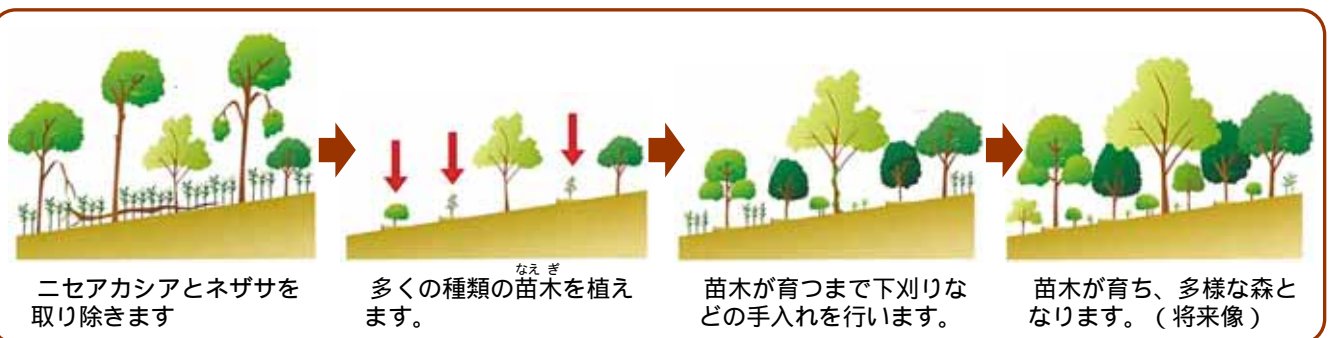 ニセアカシアとネザサを
取り除きます
なえ ぎ
多くの種類の苗木を植え
ます。
苗木が育つまで下刈りな
どの手入れを行います。
苗木が育ち、多様な森と
なります。(将来像)